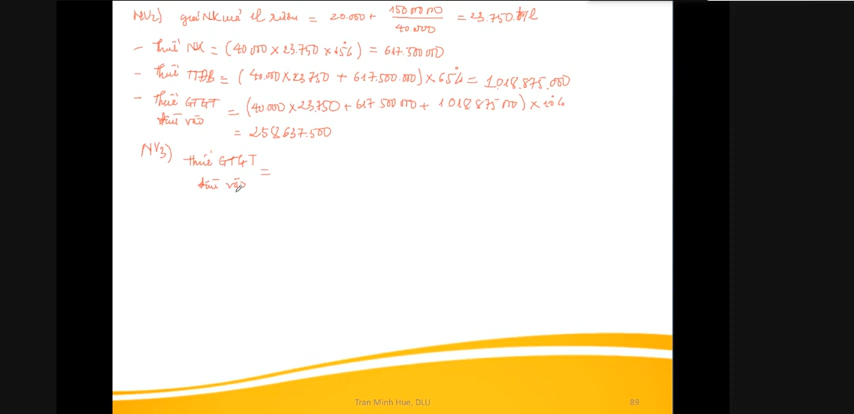 NV2) giá NK của 1l rượu = 20.000 + 150 000 000 / 40.000 = 23.750.đ/l
- Thuế NK = (40 000 x 23.750 x 65%) = 617.500 000
- Thuế TTĐB = (40.000 x 23 750 + 617.500.000) x 65% = 1.018.875.000
- Thuế GTGT đầu vào = (40 000 x 23.750 + 617 500 000 + 1 018 875 000) x 10%
= 258.637.500
NV3) Thuế GTGT đầu vào =
Tran Minh Hue, DLU
89